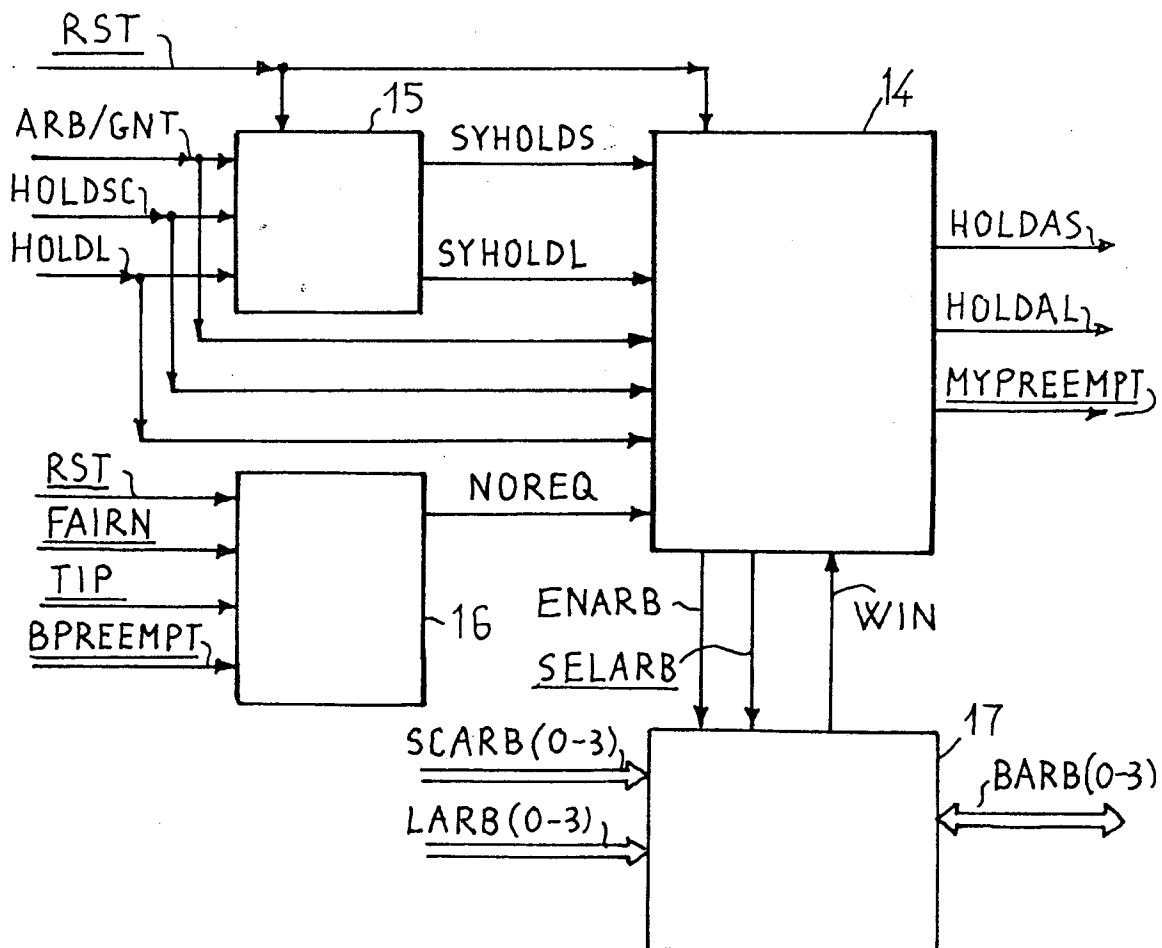 RST
15
14
ARB/GNT
SYHOLDS
HOLDSC
HOLDAS
HOLDL
SYHOLDL
HOLDAL
MYPREEMPT
RST
NOREQ
FAIRN
TIP
ENARB
WIN
16
BPREEMPT
SELARB
17
SCARB(0-3)
BARB(0-3)
LARB(0-3)